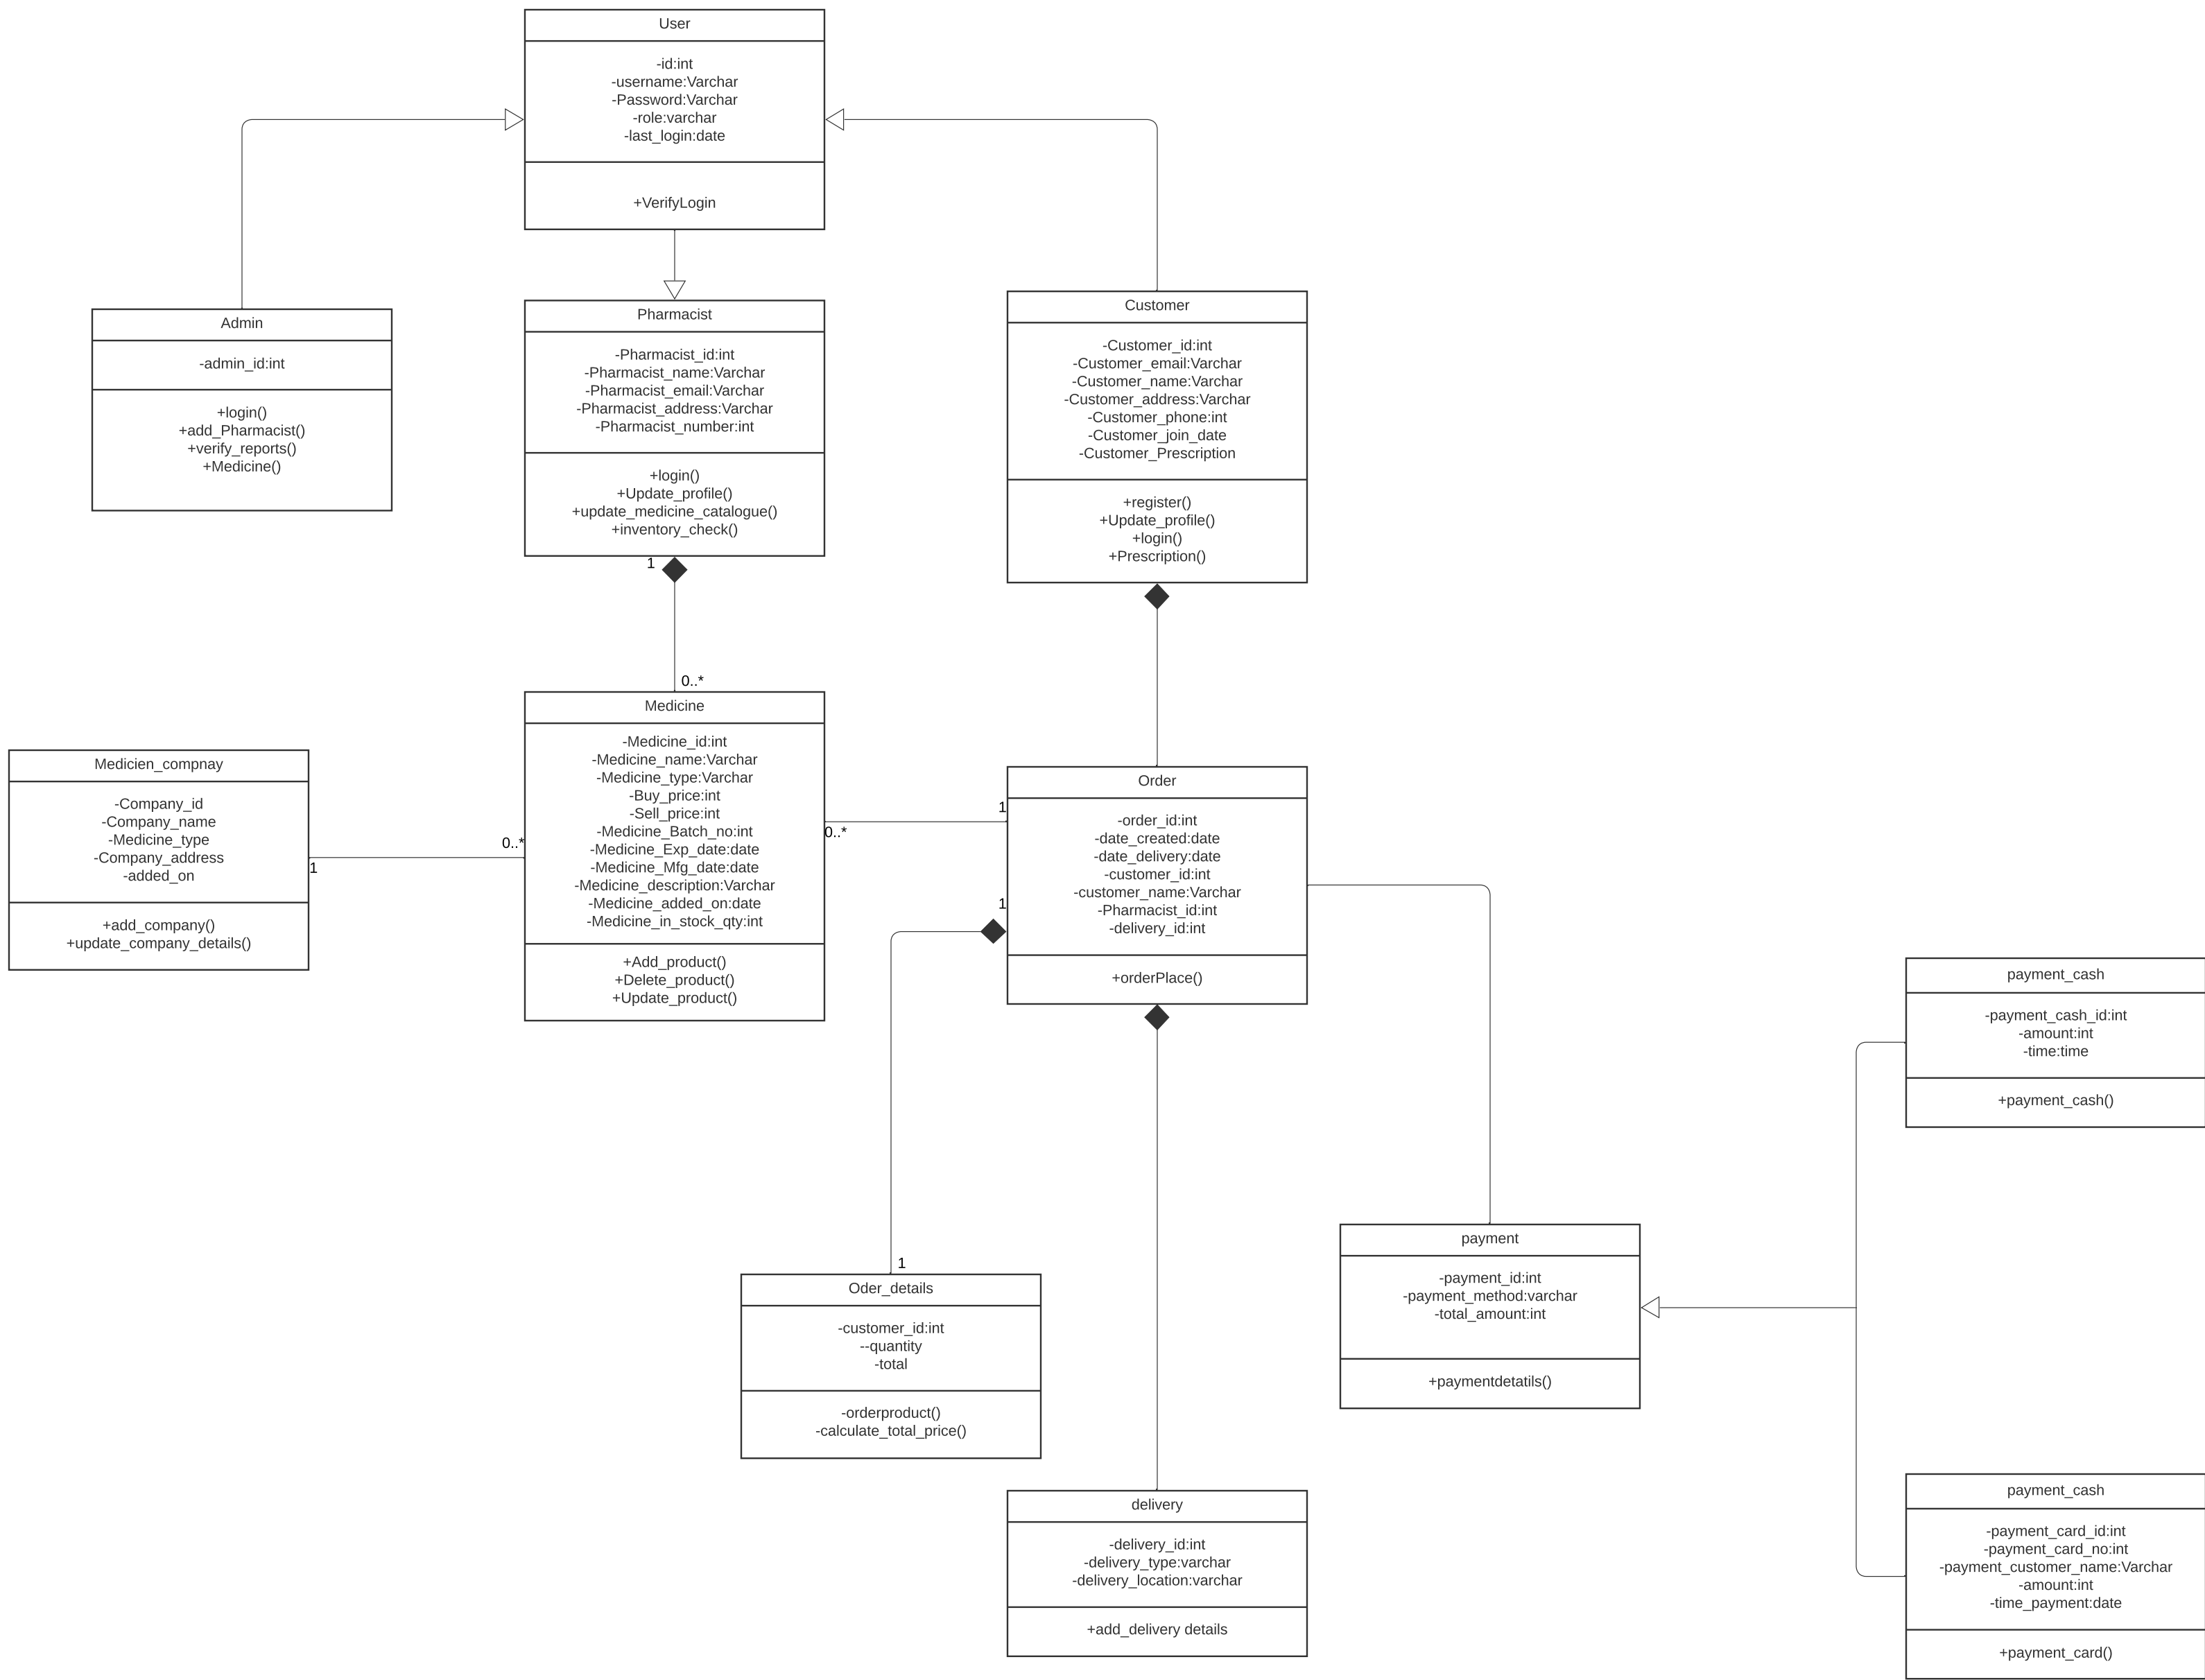 User
-id:int
-username:Varchar
-Password:Varchar
-role:varchar
-last_login:date
+VerifyLogin
Admin
-admin_id:int
+login()
+add_Pharmacist()
+verify_reports()
+Medicine()
Pharmacist
-Pharmacist_id:int
-Pharmacist_name:Varchar
-Pharmacist_email:Varchar
-Pharmacist_address:Varchar
-Pharmacist_number:int
+login()
+Update_profile()
+update_medicine_catalogue()
+inventory_check()
Customer
-Customer_id:int
-Customer_email:Varchar
-Customer_name:Varchar
-Customer_address:Varchar
-Customer_phone:int
-Customer_join_date
-Customer_Prescription
+register()
+Update_profile()
+login()
+Prescription()
1
0..*
Medicien_compnay
-Company_id
-Company_name
-Medicine_type
-Company_address
-added_on
+add_company()
+update_company_details()
1
0..*
Medicine
-Medicine_id:int
-Medicine_name:Varchar
-Medicine_type:Varchar
-Buy_price:int
-Sell_price:int
-Medicine_Batch_no:int
-Medicine_Exp_date:date
-Medicine_Mfg_date:date
-Medicine_description:Varchar
-Medicine_added_on:date
-Medicine_in_stock_qty:int
+Add_product()
+Delete_product()
+Update_product()
0..*
1
1
Order
-order_id:int
-date_created:date
-date_delivery:date
-customer_id:int
-customer_name:Varchar
-Pharmacist_id:int
-delivery_id:int
+orderPlace()
payment_cash
-payment_cash_id:int
-amount:int
-time:time
+payment_cash()
1
Oder_details
-customer_id:int
--quantity
-total
-orderproduct()
-calculate_total_price()
payment
-payment_id:int
-payment_method:varchar
-total_amount:int
+paymentdetatils()
delivery
-delivery_id:int
-delivery_type:varchar
-delivery_location:varchar
+add_delivery details
payment_cash
-payment_card_id:int
-payment_card_no:int
-payment_customer_name:Varchar
-amount:int
-time_payment:date
+payment_card()